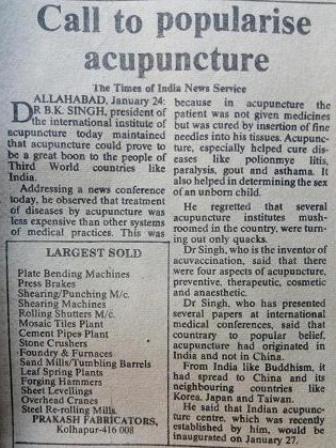 Call to popularise
acupuncture
The Times of India News Service
ALLAHABAD, January 24:
DR B.K. SINGH, president of
the international institute of
acupuncture today maintained
that acupuncture could prove to
be a great boon to the people of
Third World countries like
India.
Addressing a news conference
today, he observed that treatment
of diseases by acupuncture was
less expensive than other systems
of medical practices. This was
because in acupuncture the
patient was not given medicines
but was cured by insertion of fine
needles into his tissues. Acupunc-
ture, especially helped cure dis-
eases like polionmye litis,
paralysis, gout and asthama. It
also helped in determining the sex
of an unborn child.
He regretted that several
acupuncture institutes mush-
roomed in the country, were turn-
ing out only quacks.
Dr Singh, who is the inventor of
acuvaccination, said that there
were four aspects of acupuncture,
preventive, therapeutic, cosmetic
and anaesthetic.
Dr Singh, who has presented
several papers at international
medical conferences, said that
countrary to popular belief,
acupuncture had originated in
India and not in China.
From India like Buddhism, it
had spread to China and its
neighbouring countries like
Korea, Japan and Taiwan.
He said that Indian acupunc-
ture centre, which was recently
established by him, would be
inaugurated on January 27.
LARGEST SOLD
Plate Bending Machines
Press Brakes
Shearing/Punching M/c.
Shearing Machines
Rolling Shutters M/c.
Mosaic Tiles Plant
Cement Pipes Plant
Stone Crushers
Foundry & Furnaces
Sand Mills/Tumbling Barrels
Leaf Spring Plants
Forging Hammers
Sheet Levellings
Overhead Cranes
Steel Re-rolling Mills.
PRAKASH FABRICATORS,
Kolhapur-416 008